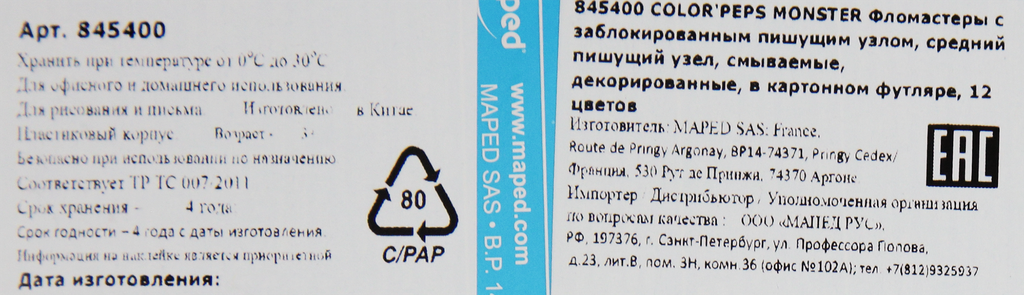 Арт. 845400
Хранить при температуре от 0°С до 30°С
Для офисного и домашнего использования.
Для рисования и письма Изготовлено в Китае
Пластиковый корпус Возраст - 3+
Безопасно при использовании по назначению
Соответствует ТР ТС 007/2011
Срок хранения - 4 года
Срок годности – 4 года с даты изготовления.
Информация на наклейке является приоритетной
Дата изготовления:
80
C/PAP
ped
www.maped.com
MAPED SAS • B.P. 14
845400 COLOR'PEPS MONSTER Фломастеры с
заблокированным пишущим узлом, средний
пишущий узел, смываемые,
декорированные, в картонном футляре, 12
цветов
Изготовитель: MAPED SAS: France,
Route de Pringy Argonay, BP14-74371, Pringy Cedex/
Франция, 530 Рут де Принжи, 74370 Аргоне
Импортер / Дистрибьютор / Уполномоченная организация
по вопросам качества : ООО «МАПЕД РУС»,
РФ, 197376, г. Санкт-Петербург, ул. Профессора Попова,
д.23, лит.В, пом. 3Н, комн.36 (офис №102А); тел. +7(812)9325937
EAC